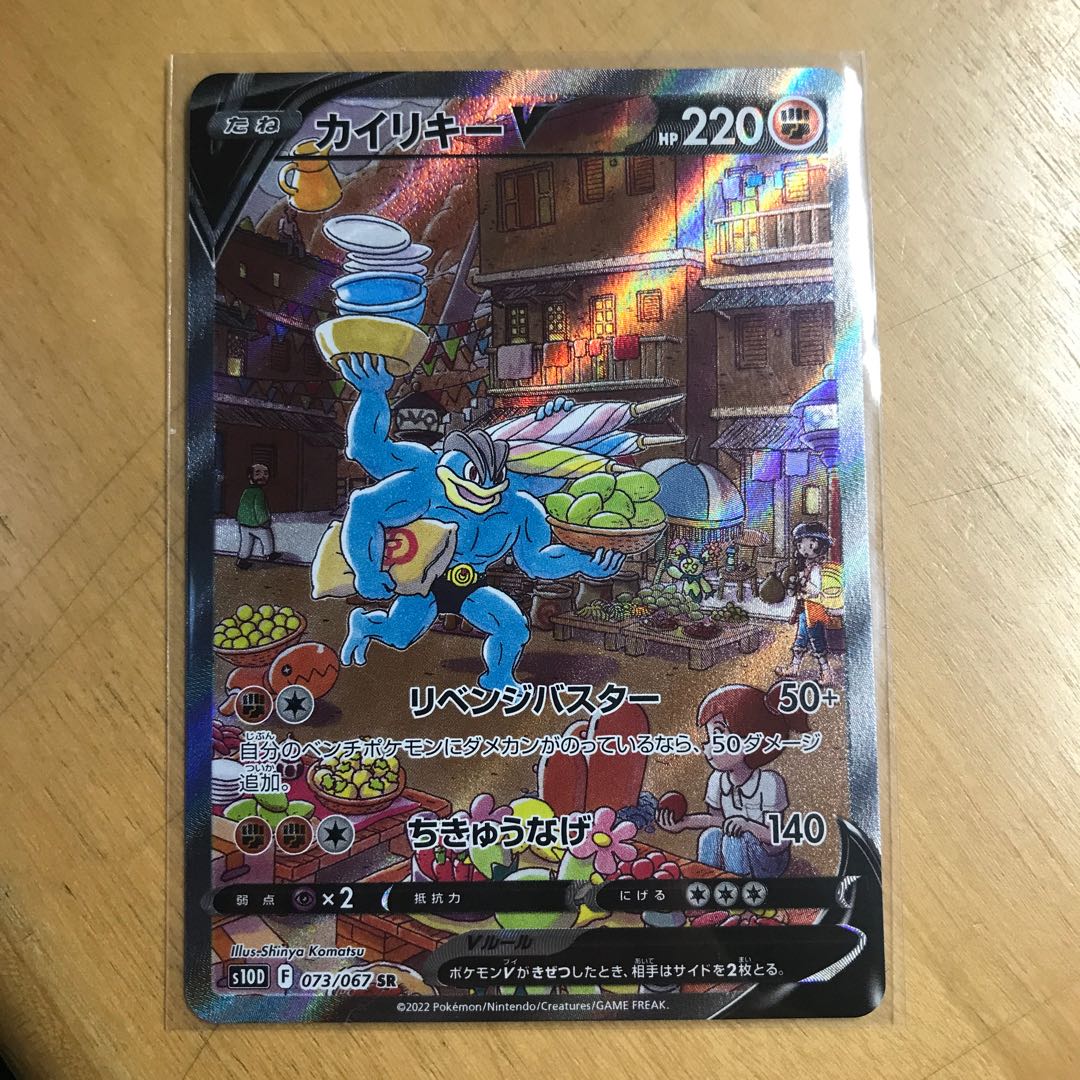 たね
カイリキーV
HP 220
リベンジバスター 50+
自分のベンチポケモンにダメカンがのっているなら、50ダメージ
追加。
ちきゅうなげ 140
弱点 ×2 抵抗力 にげる
Vルール
ポケモンVがきぜつしたとき、相手はサイドを2枚とる。
Illus. Shinya Komatsu
s10D F 073/067 SR
©2022 Pokémon/Nintendo/Creatures/GAME FREAK.